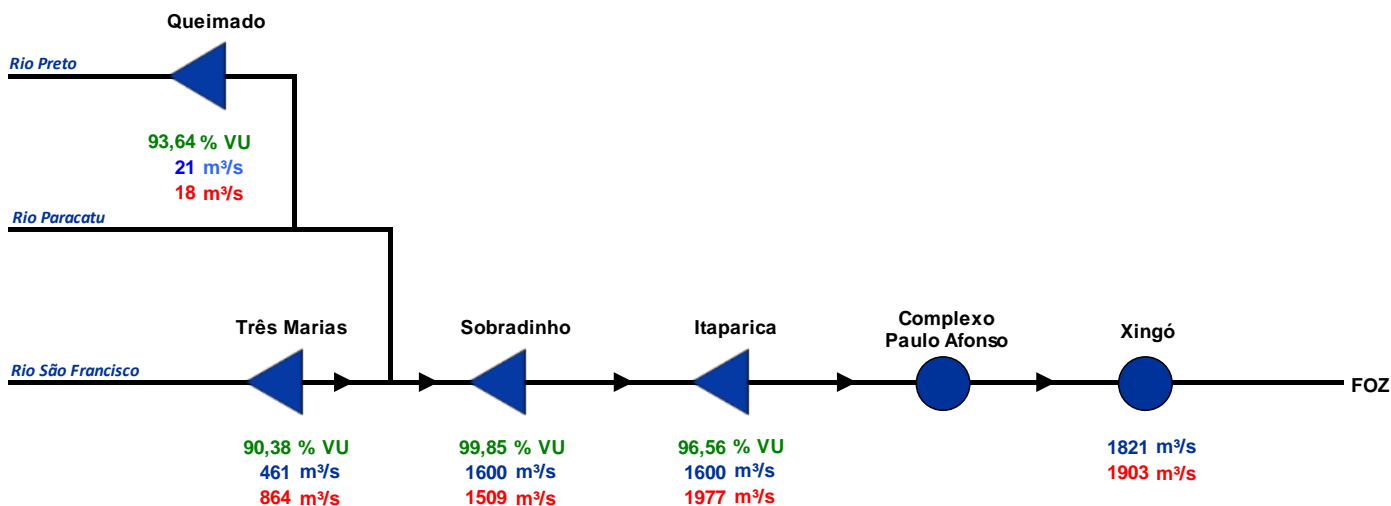 Queimado
Rio Preto
93,64 % VU
21 m³/s
18 m³/s
Rio Paracatu
Três Marias
Sobradinho
Itaparica
Complexo
Paulo Afonso
Xingó
Rio São Francisco
FOZ
90,38 % VU
461 m³/s
864 m³/s
99,85 % VU
1600 m³/s
1509 m³/s
96,56 % VU
1600 m³/s
1977 m³/s
1821 m³/s
1903 m³/s